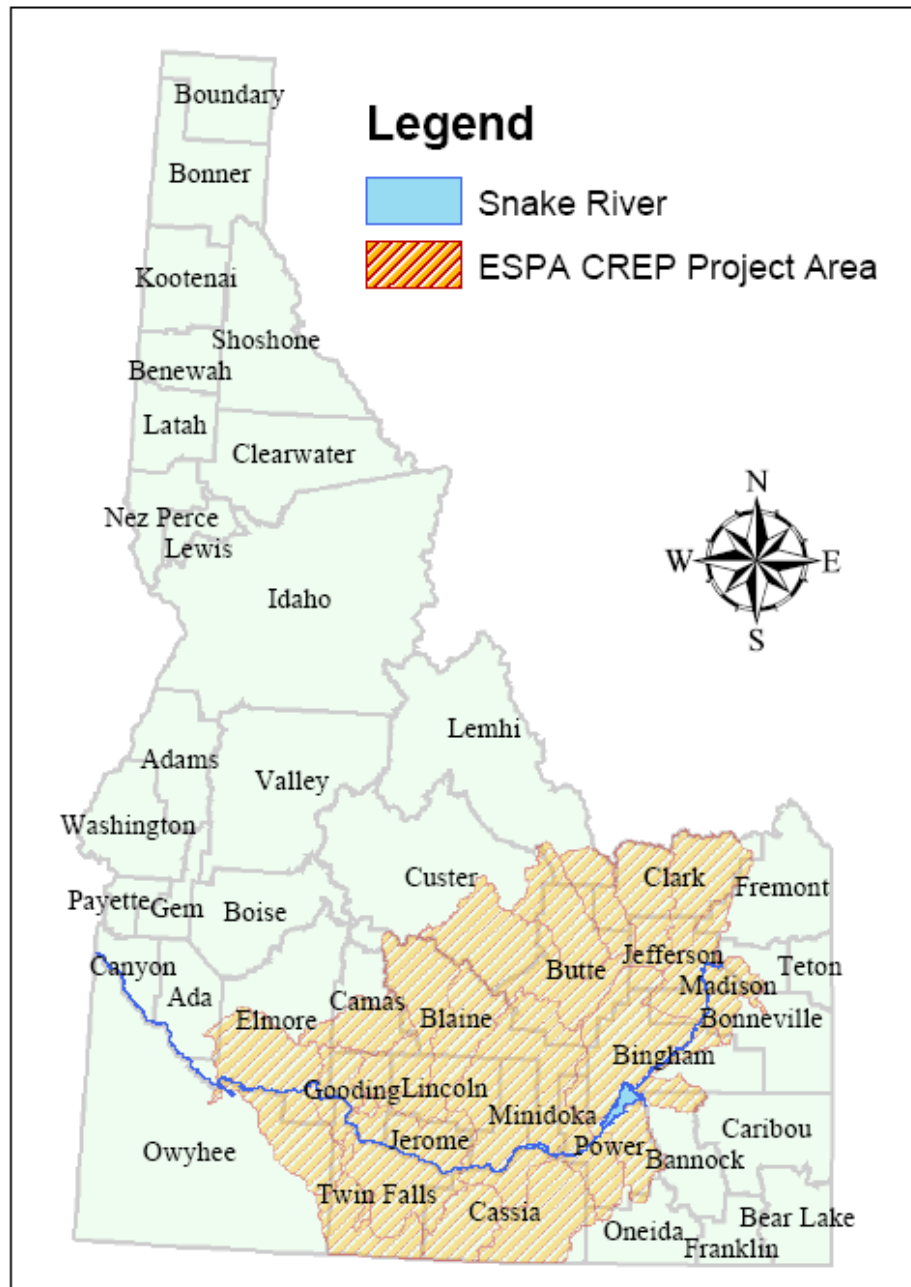 Boundary
Legend
Bonner
Snake River
ESPA CREP Project Area
Kootenai
Shoshone
Benewah
Latah
Clearwater
N
Nez Perce
Lewis
W
E
Idaho
S
Lemhi
Adams
Valley
Washington
Custer
Clark
Fremont
Payette
Gem
Boise
Canyon
Jefferson
Butte
Teton
Ada
Madison
Camas
Elmore
Blaine
Bonneville
Bingham
Gooding
Lincoln
Minidoka
Caribou
Jerome
Power
Owyhee
Bannock
Twin Falls
Cassia
Bear Lake
Oneida
Franklin